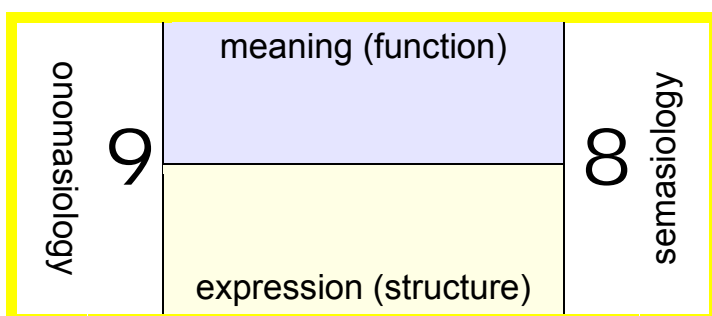 onomasiology
9
meaning (function)
expression (structure)
8
semasiology